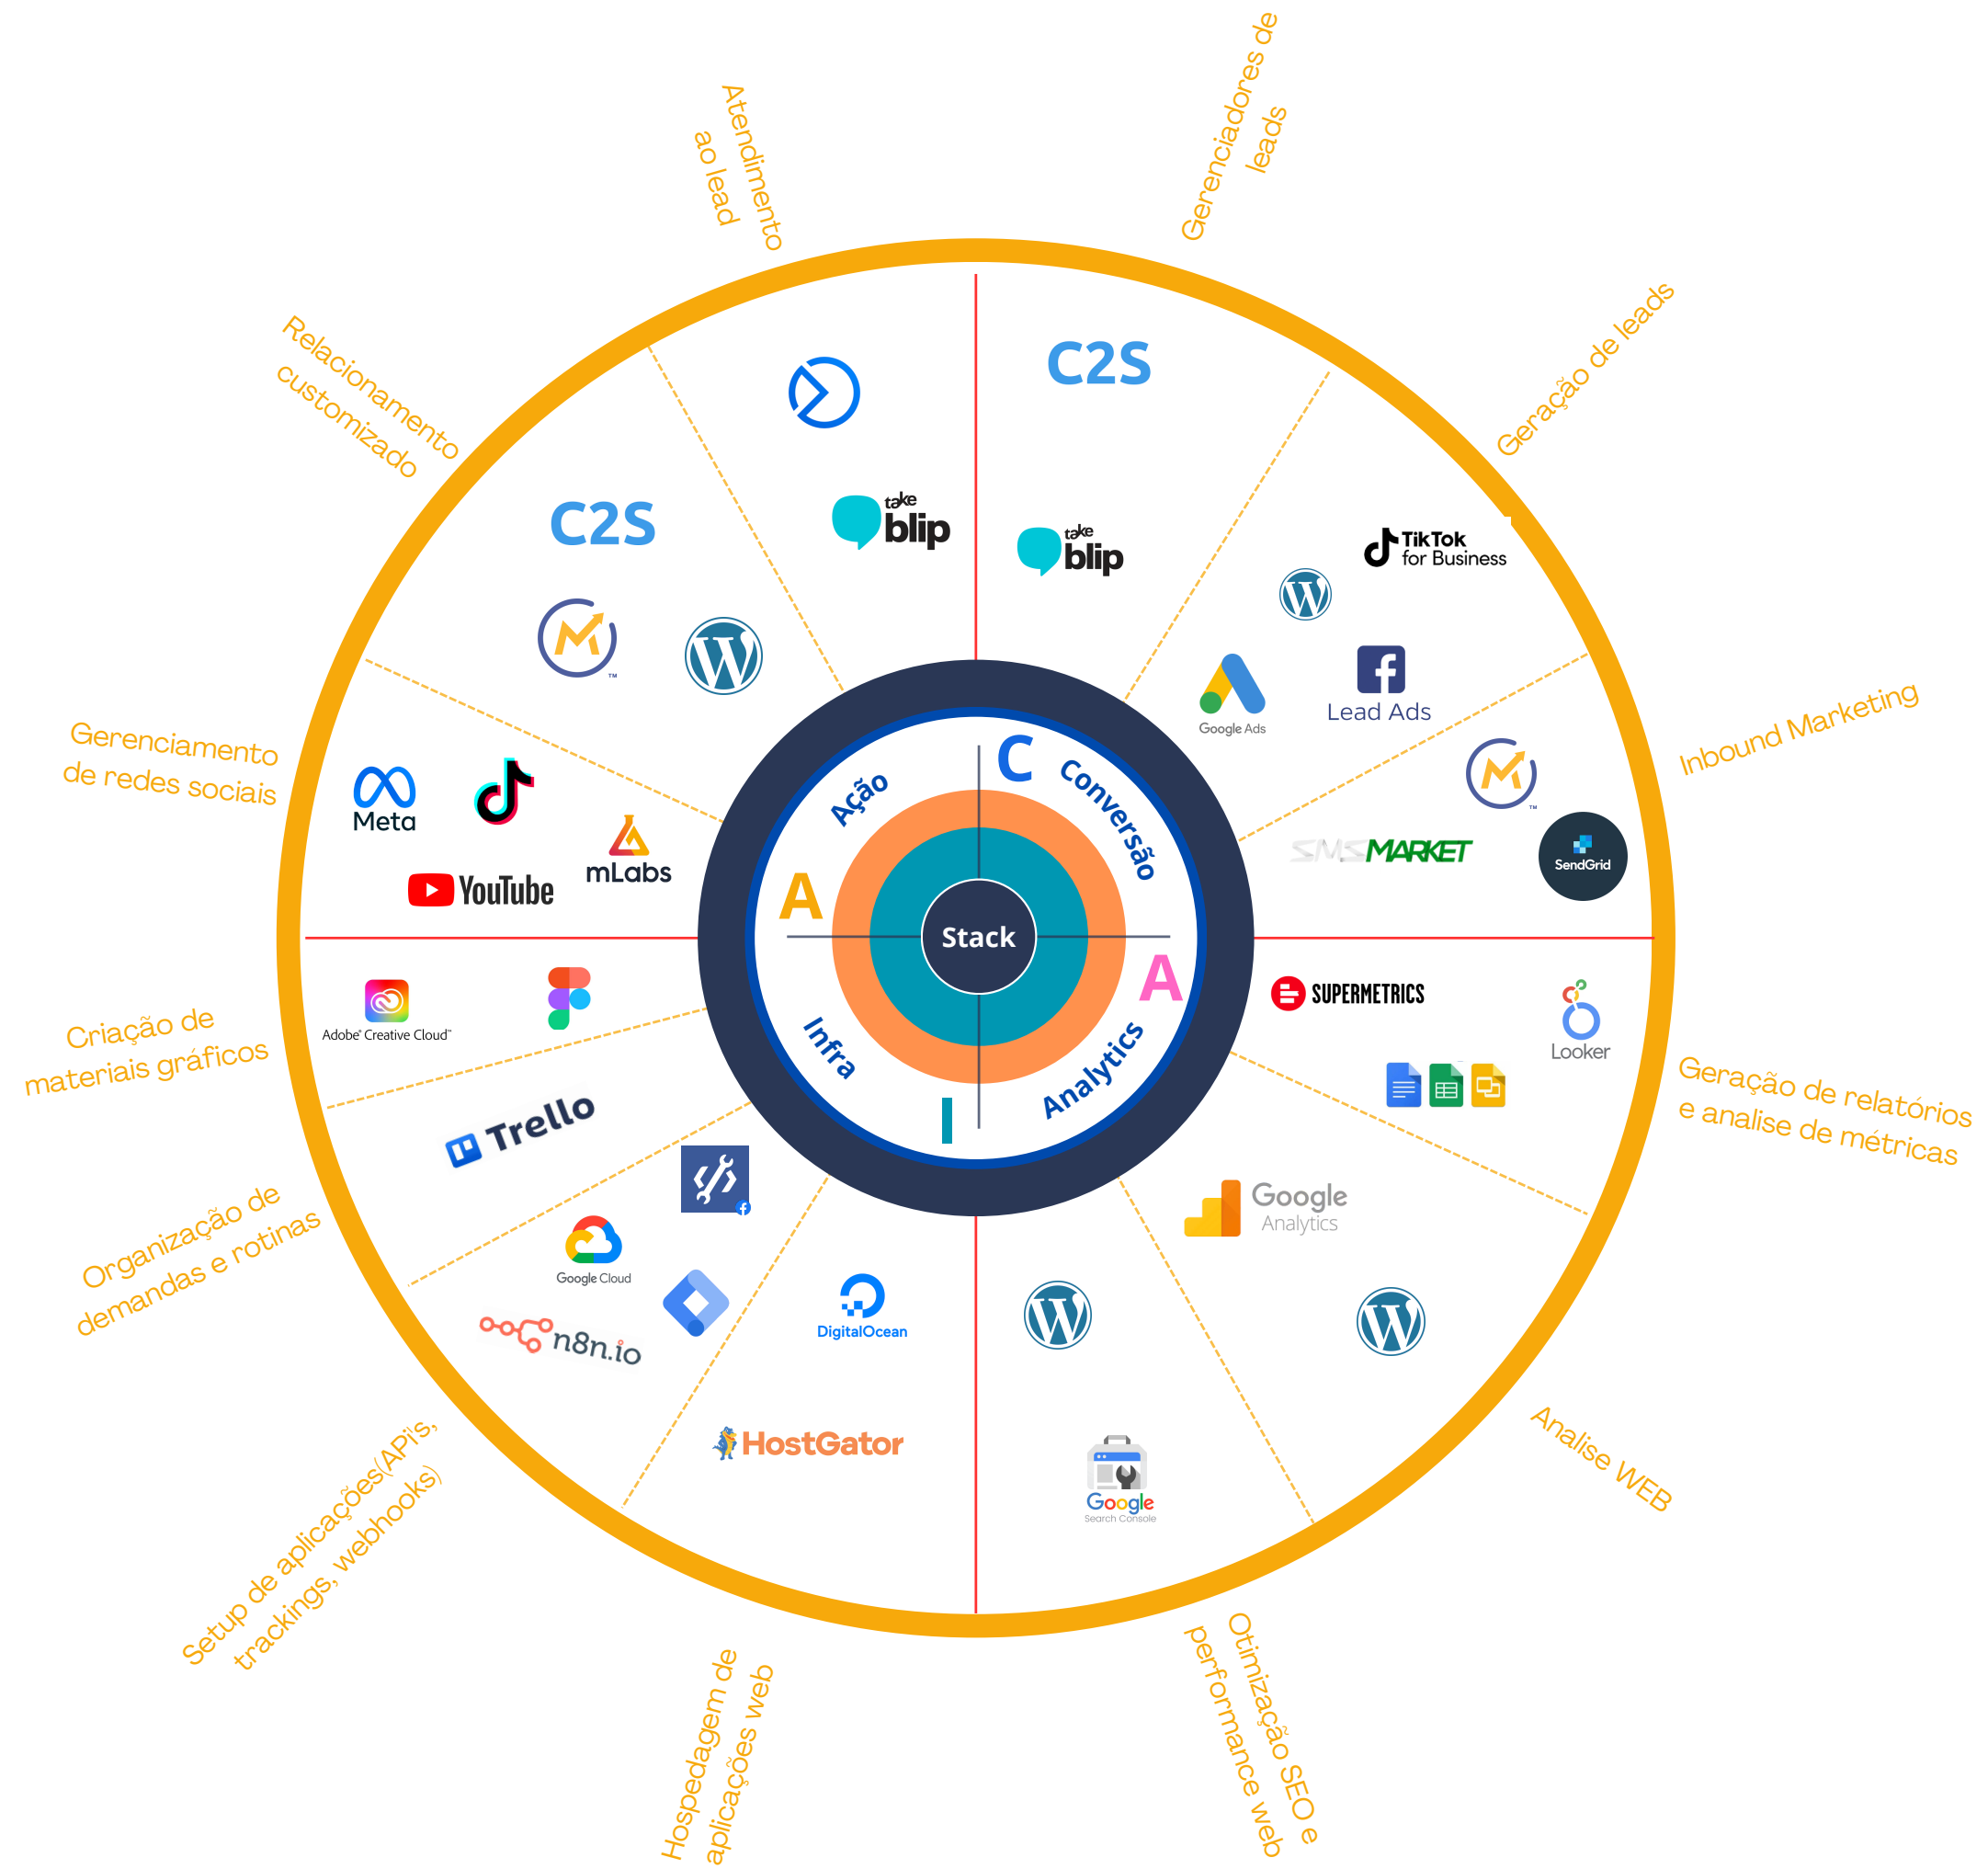 Gerenciadores de
leads
Geração de leads
Inbound Marketing
Geração de relatórios
e analise de métricas
Analise WEB
Otimização SEO e
performance web
Hospedagem de
aplicações web
Setup de aplicações(APi's,
trackings, webhooks)
Organização de
demandas e rotinas
Criação de
materiais gráficos
Gerenciamento
de redes sociais
Relacionamento
customizado
Atendimento
ao lead
C2S
take
blip
TikTok
for Business
Google Ads
Lead Ads
TM
SMSMARKET
SendGrid
SUPERMETRICS
Looker
Google
Analytics
Google
Search Console
DigitalOcean
HostGator
Google Cloud
n8n.io
Trello
Adobe® Creative Cloud™
Meta
YouTube
mLabs
C2S
TM
take
blip
Stack
C
Conversão
A
Analytics
I
Infra
A
Ação